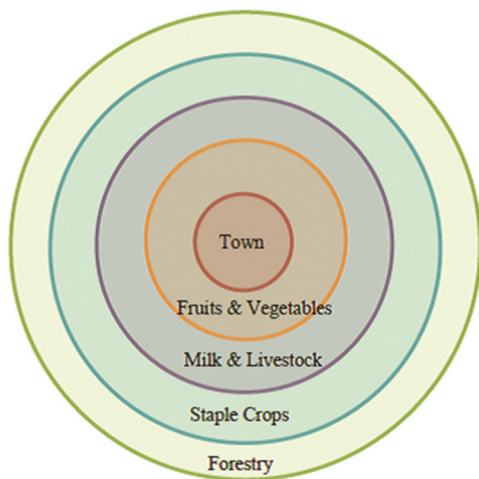 Town
Fruits & Vegetables
Milk & Livestock
Staple Crops
Forestry